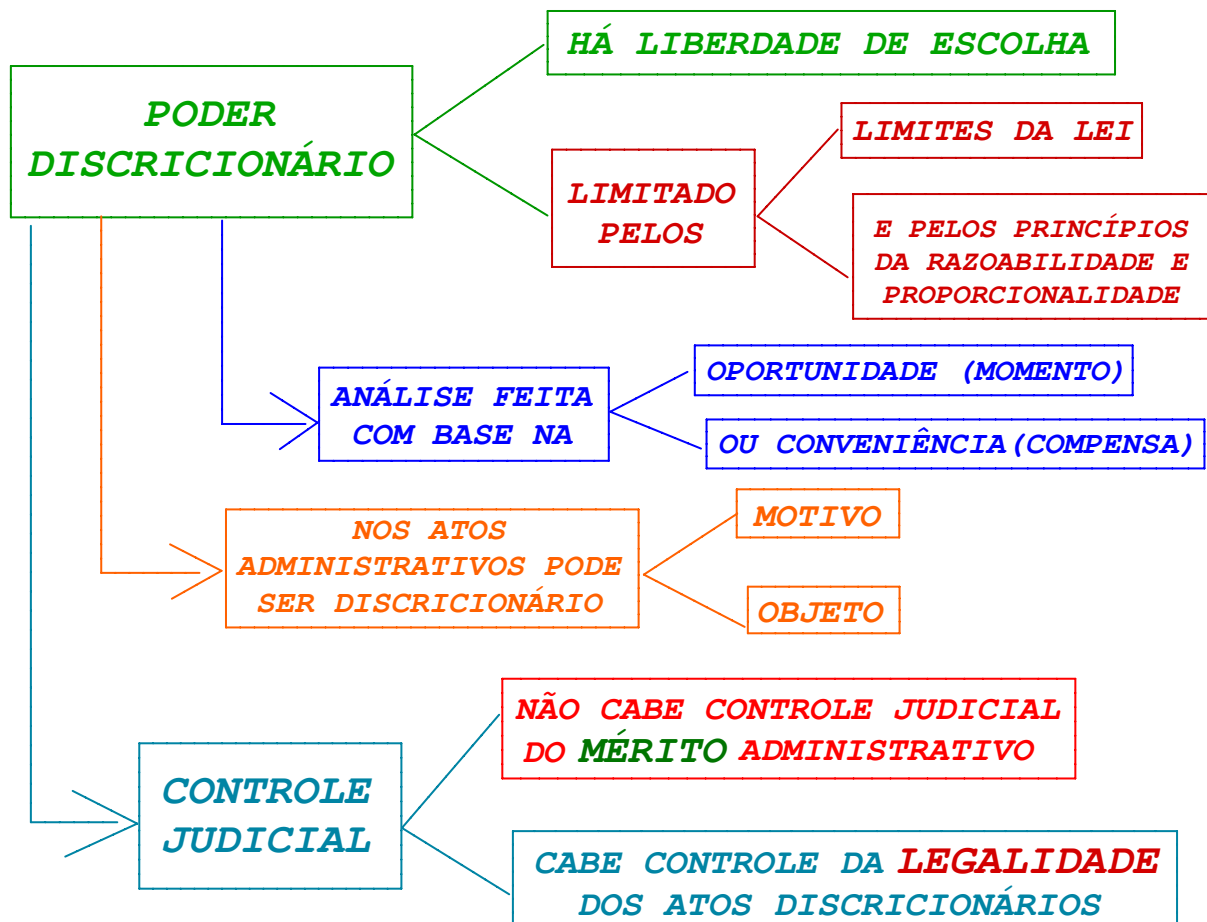 HÁ LIBERDADE DE ESCOLHA
PODER
DISCRICIONÁRIO
LIMITES DA LEI
LIMITADO
PELOS
E PELOS PRINCÍPIOS
DA RAZOABILIDADE E
PROPORCIONALIDADE
ANÁLISE FEITA
COM BASE NA
OPORTUNIDADE (MOMENTO)
OU CONVENIÊNCIA(COMPENSA)
NOS ATOS
ADMINISTRATIVOS PODE
SER DISCRICIONÁRIO
MOTIVO
OBJETO
CONTROLE
JUDICIAL
NÃO CABE CONTROLE JUDICIAL
DO MÉRITO ADMINISTRATIVO
CABE CONTROLE DA LEGALIDADE
DOS ATOS DISCRICIONÁRIOS